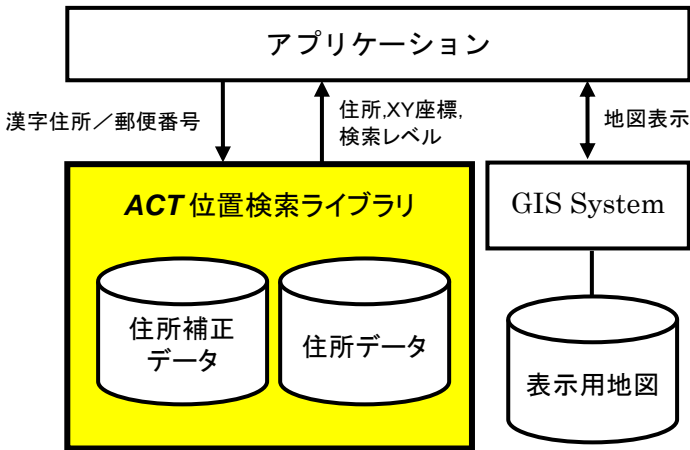 アプリケーション
漢字住所／郵便番号
住所,XY座標,
検索レベル
地図表示
ACT 位置検索ライブラリ
GIS System
住所補正
データ
住所データ
表示用地図